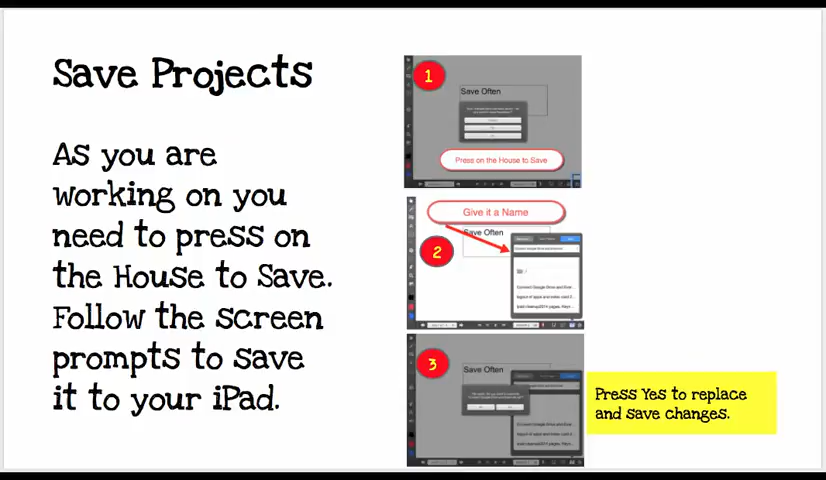 Save Projects
As you are
working on you
need to press on
the House to Save.
Follow the screen
prompts to save
it to your iPad.
1
Save Often
Press on the House to Save
Give it a Name
Save Often
2
3
Save Often
Press Yes to replace
and save changes.